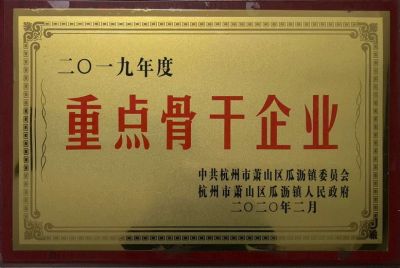 二〇一九年度
重点骨干企业
中共杭州市萧山区瓜沥镇委员会
杭州市萧山区瓜沥镇人民政府
二〇二〇年二月